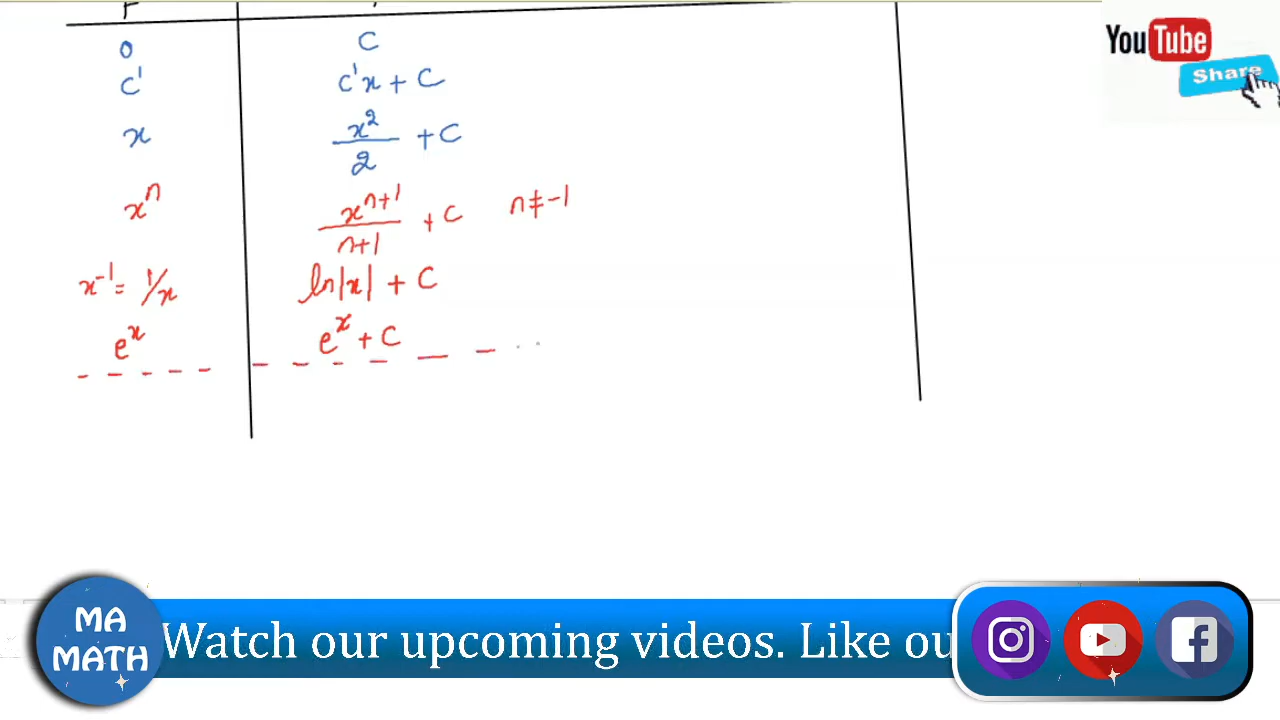 0 C
C' C'x + C
x x²/2 + C
xⁿ xⁿ⁺¹/n+1 + C n≠-1
x⁻¹ = 1/x ln|x| + C
eˣ eˣ + C
YouTube
Share
MA
MATH
Watch our upcoming videos. Like ou